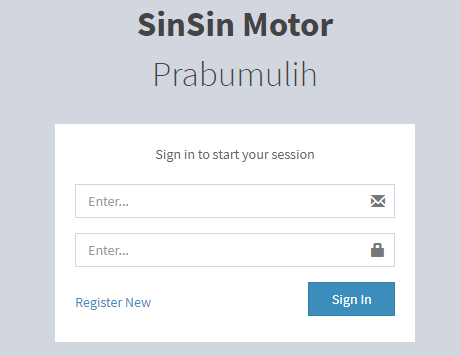 SinSin Motor
Prabumulih
Sign in to start your session
Enter...
Enter...
Register New
Sign In